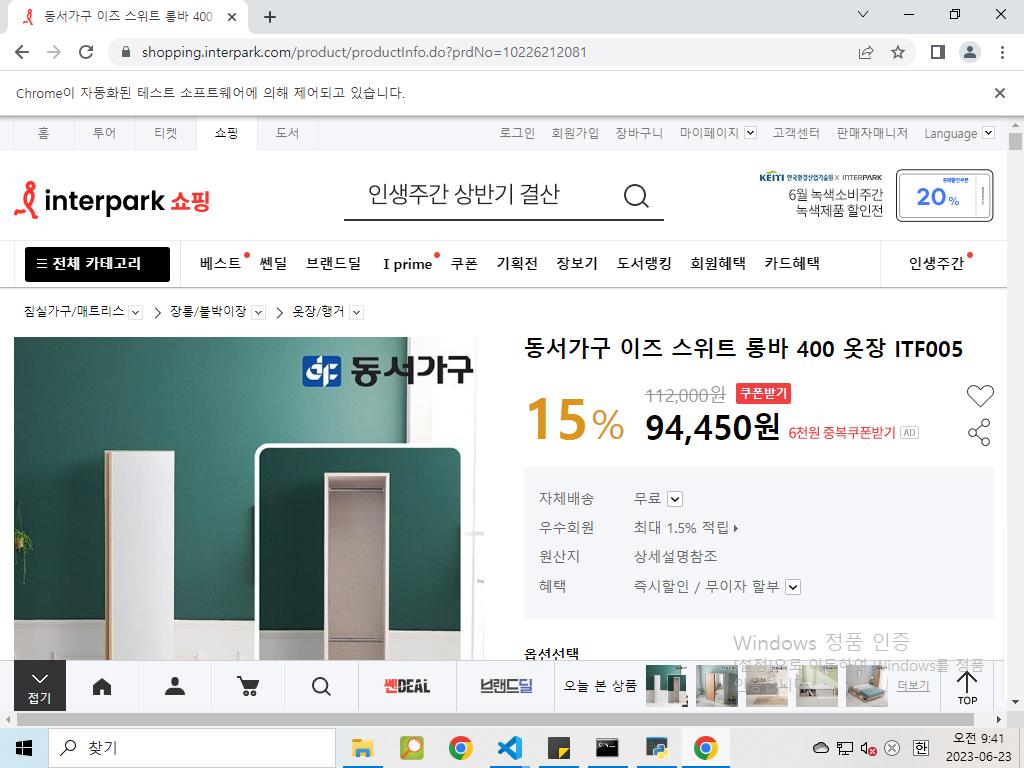 동서가구 이즈 스위트 롱바 400
shopping.interpark.com/product/productInfo.do?prdNo=10226212081
Chrome이 자동화된 테스트 소프트웨어에 의해 제어되고 있습니다.
홈 투어 티켓 쇼핑 도서 로그인 회원가입 장바구니 마이페이지 고객센터 판매자매니저 Language
interpark 쇼핑
인생주간 상반기 결산
KEITI 한국환경산업기술원 X INTERPARK
6월 녹색소비주간
녹색제품 할인전
20%
전체 카테고리 베스트 쎈딜 브랜드딜 I prime 쿠폰 기획전 장보기 도서랭킹 회원혜택 카드혜택 인생주간
침실가구/매트리스 장롱/붙박이장 옷장/행거
동서가구
동서가구 이즈 스위트 롱바 400 옷장 ITF005
15% 112,000원 쿠폰받기
94,450원 6천원 중복쿠폰받기 AD
자체배송 무료
우수회원 최대 1.5% 적립
원산지 상세설명참조
혜택 즉시할인 / 무이자 할부
옵션선택
Windows 정품 인증
[설정]으로 이동하여 Windows를 정품
접기 쎈DEAL 브랜드딜 오늘 본 상품 더보기 TOP
찾기
한
오전 9:41
2023-06-23